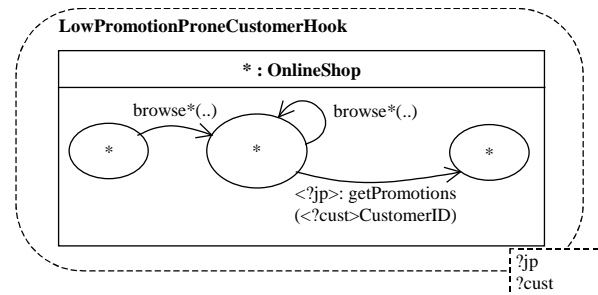 LowPromotionProneCustomerHook
* : OnlineShop
browse*(..)
browse*(..)
*
*
*
<?jp>: getPromotions
(<?cust>CustomerID)
?jp
?cust